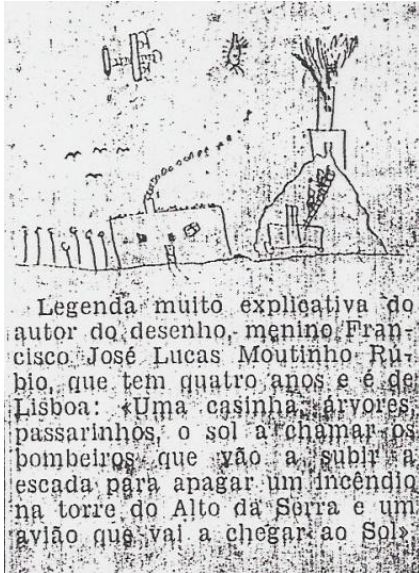 Legenda muito explicativa do
autor do desenho, menino Fran-
cisco José Lucas Moutinho Rú-
bio, que tem quatro anos e é de
Lisboa: «Uma casinha, árvores,
passarinhos, o sol a chamar os
bombeiros que vão a subir a
escada para apagar um incêndio
na torre do Alto da Serra e um
avião que vai a chegar ao Sol».